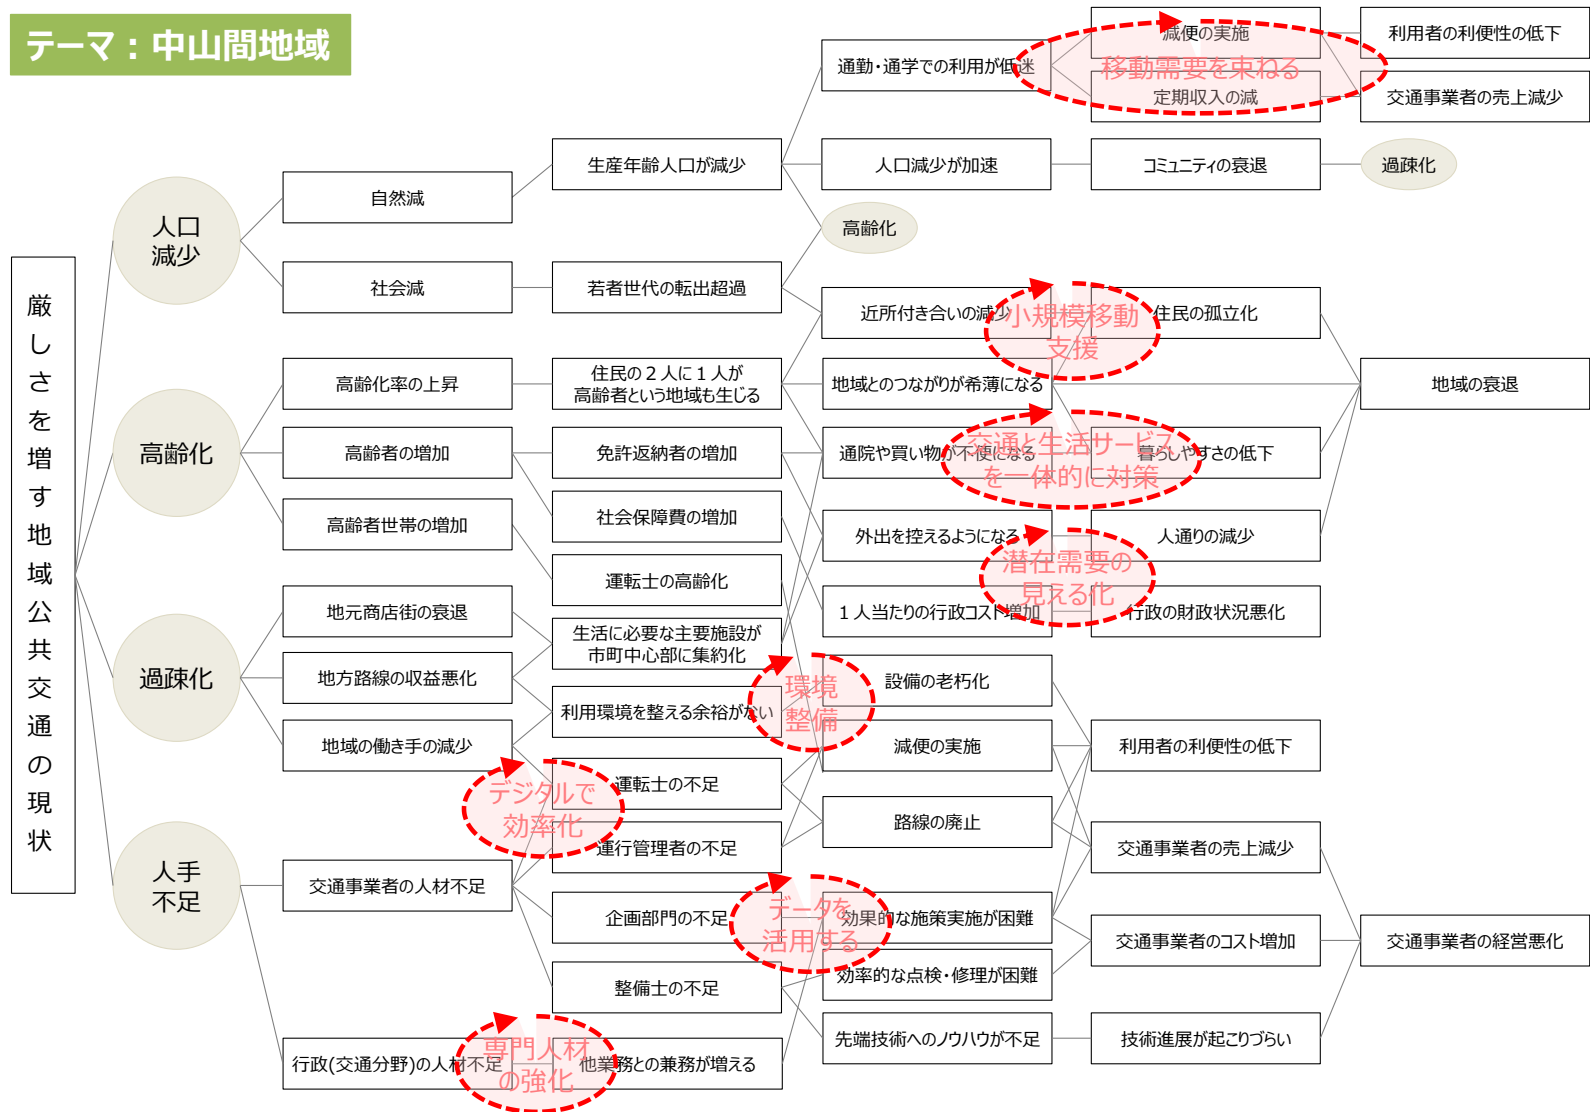 テーマ：中山間地域
厳しさを増す地域公共交通の現状
人口
減少
高齢化
過疎化
人手
不足
自然減
社会減
高齢化率の上昇
高齢者の増加
高齢者世帯の増加
地元商店街の衰退
地方路線の収益悪化
地域の働き手の減少
交通事業者の人材不足
行政(交通分野)の人材不足
生産年齢人口が減少
若者世代の転出超過
住民の２人に１人が
高齢者という地域も生じる
免許返納者の増加
社会保障費の増加
運転士の高齢化
生活に必要な主要施設が
市町中心部に集約化
利用環境を整える余裕がない
運転士の不足
運行管理者の不足
企画部門の不足
整備士の不足
他業務との兼務が増える
通勤・通学での利用が低迷
人口減少が加速
高齢化
近所付き合いの減少
地域とのつながりが希薄になる
通院や買い物が不便になる
外出を控えるようになる
１人当たりの行政コスト増加
設備の老朽化
減便の実施
路線の廃止
効果的な施策実施が困難
効率的な点検・修理が困難
先端技術へのノウハウが不足
減便の実施
定期収入の減
コミュニティの衰退
住民の孤立化
暮らしやすさの低下
人通りの減少
行政の財政状況悪化
利用者の利便性の低下
交通事業者の売上減少
交通事業者のコスト増加
技術進展が起こりづらい
利用者の利便性の低下
交通事業者の売上減少
過疎化
地域の衰退
交通事業者の経営悪化
移動需要を束ねる
小規模移動
支援
交通と生活サービス
を一体的に対策
潜在需要の
見える化
環境
整備
デジタルで
効率化
データを
活用する
専門人材
の強化